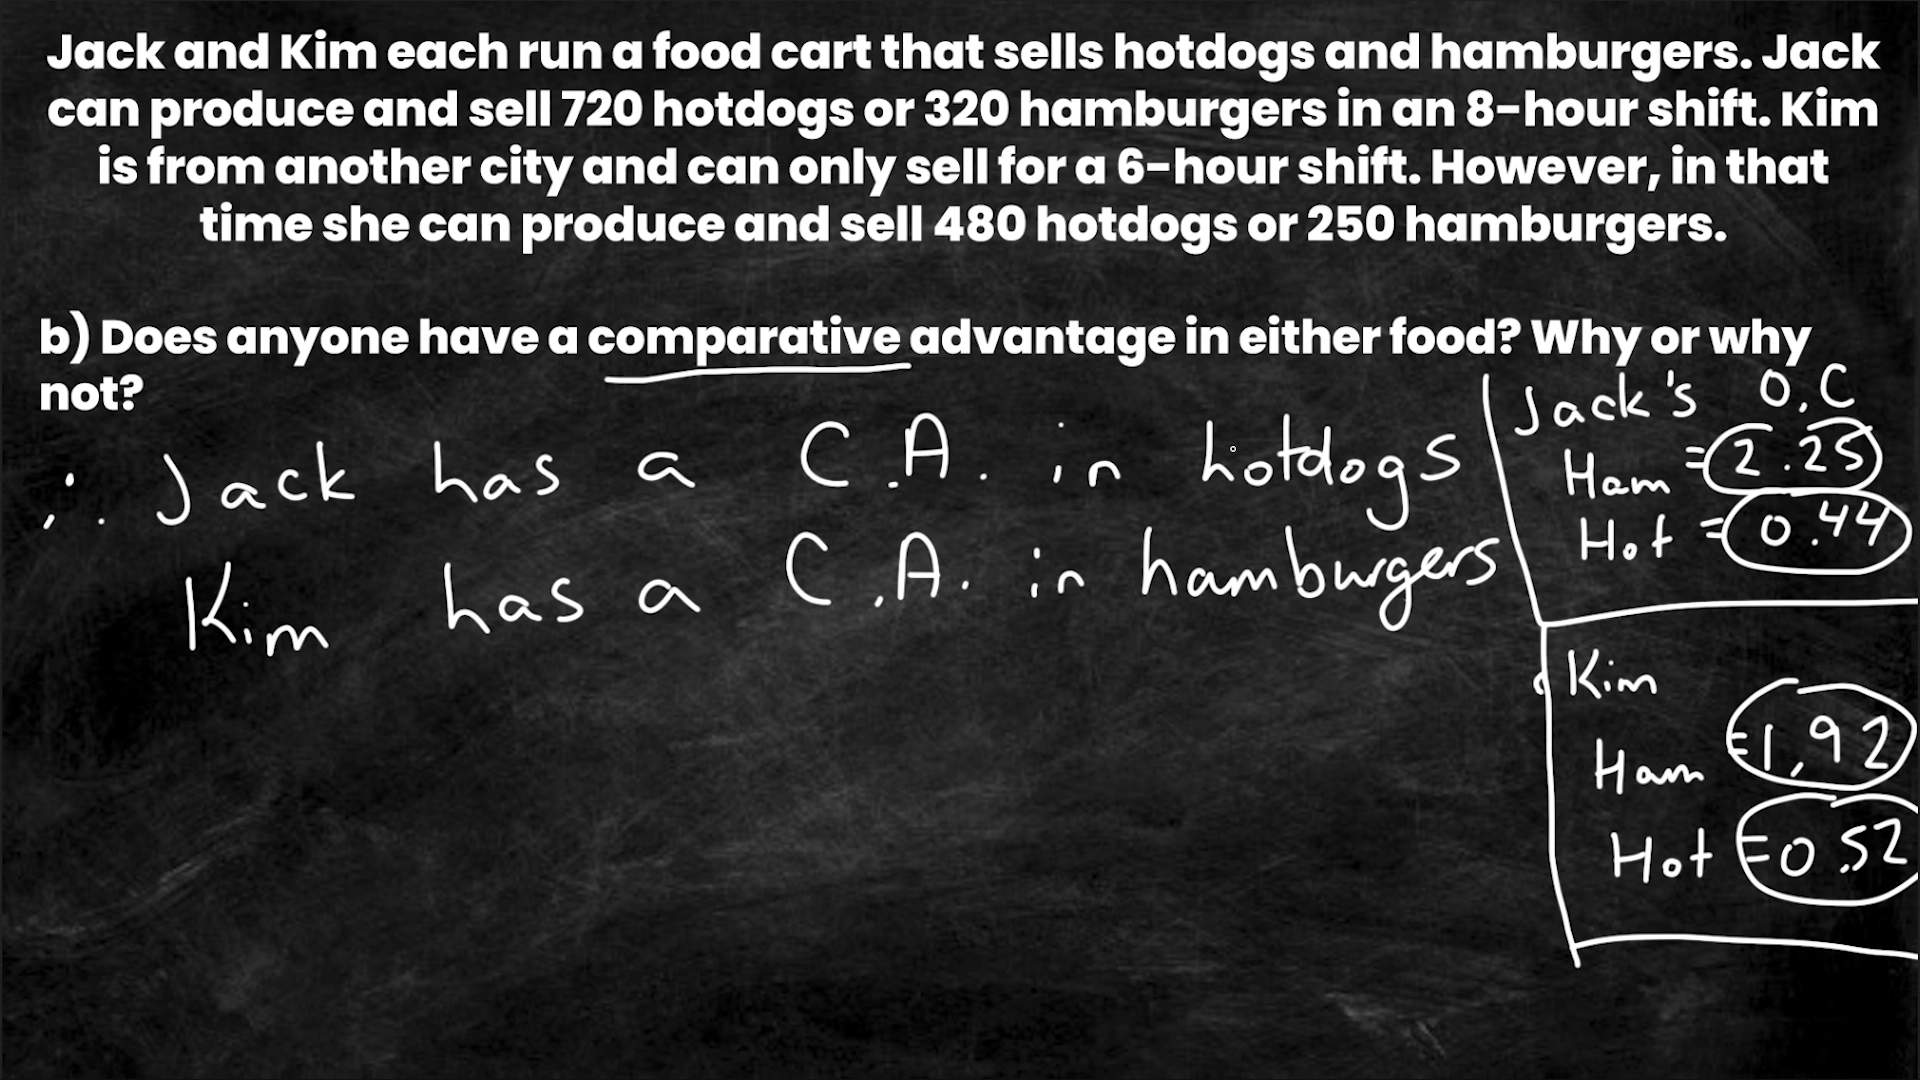 Jack and Kim each run a food cart that sells hotdogs and hamburgers. Jack
can produce and sell 720 hotdogs or 320 hamburgers in an 8-hour shift. Kim
is from another city and can only sell for a 6-hour shift. However, in that
time she can produce and sell 480 hotdogs or 250 hamburgers.
b) Does anyone have a comparative advantage in either food? Why or why
not?
∴ Jack has a C.A. in hotdogs
Kim has a C.A. in hamburgers
Jack's O.C
Ham = 2.25
Hot = 0.44
Kim
Ham = 1,92
Hot = 0.52